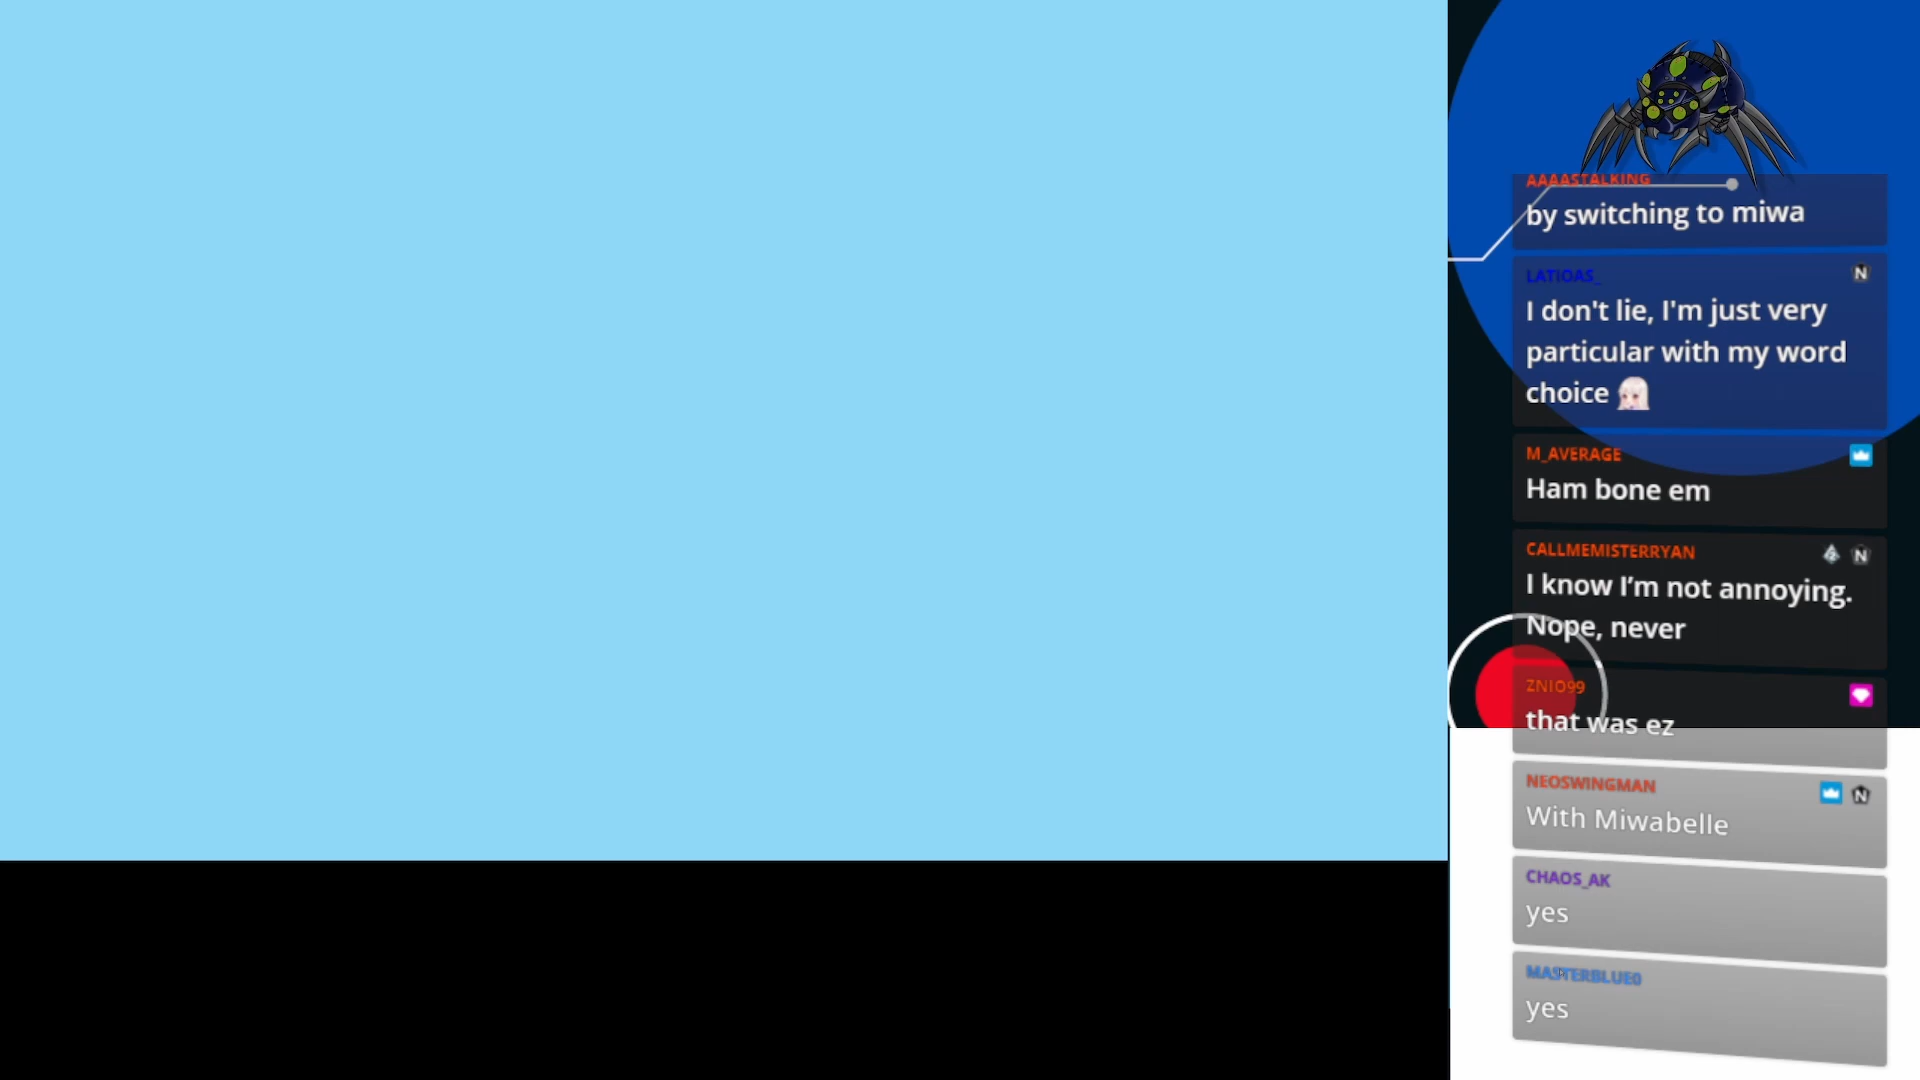 AAAASTALKING
by switching to miwa
LATIOAS_
N
I don't lie, I'm just very
particular with my word
choice
M_AVERAGE
Ham bone em
CALLMEMISTERRYAN
2 N
I know I’m not annoying.
Nope, never
ZNIO99
that was ez
NEOSWINGMAN
N
With Miwabelle
CHAOS_AK
yes
MASTERBLUE0
yes